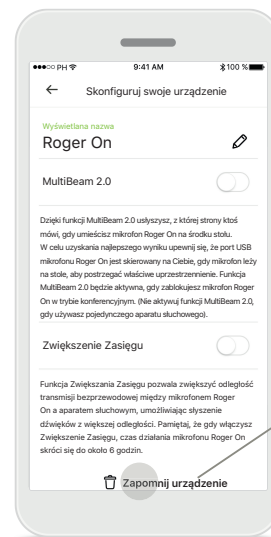 PH 9:41 AM 100 %
Skonfiguruj swoje urządzenie
Wyświetlana nazwa
Roger On
MultiBeam 2.0
Dzięki funkcji MultiBeam 2.0 usłyszysz, z której strony ktoś
mówi, gdy umieścisz mikrofon Roger On na środku stołu.
W celu uzyskania najlepszego wyniku upewnij się, że port USB
mikrofonu Roger On jest skierowany na Ciebie, gdy mikrofon leży
na stole, aby postrzegać właściwe uprzestrzennienie. Funkcja
MultiBeam 2.0 będzie aktywna, gdy zablokujesz mikrofon Roger
On w trybie konferencyjnym. (Nie aktywuj funkcji MultiBeam 2.0,
gdy używasz pojedynczego aparatu słuchowego).
Zwiększenie Zasięgu
Funkcja Zwiększania Zasięgu pozwala zwiększyć odległość
transmisji bezprzewodowej między mikrofonem Roger
On a aparatem słuchowym, umożliwiając słyszenie
dźwięków z większej odległości. Pamiętaj, że gdy włączysz
Zwiększenie Zasięgu, czas działania mikrofonu Roger On
skróci się do około 6 godzin.
Zapomnij urządzenie